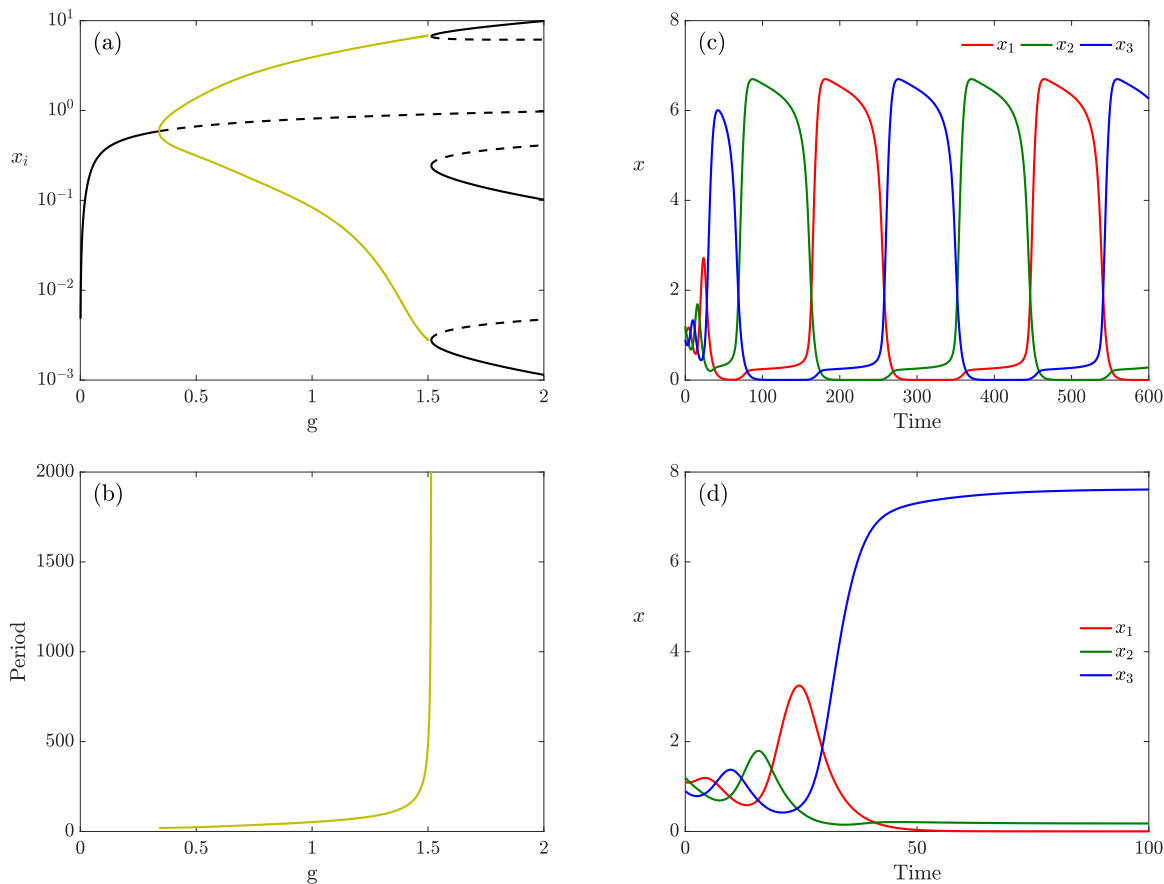 (a)
x_i
10^1
10^0
10^-1
10^-2
10^-3
0 0.5 1 1.5 2
g
(c)
x_1 x_2 x_3
x
8
6
4
2
0
0 100 200 300 400 500 600
Time
(b)
Period
2000
1500
1000
500
0
0 0.5 1 1.5 2
g
(d)
x
8
6
4
2
0
x_1
x_2
x_3
0 50 100
Time